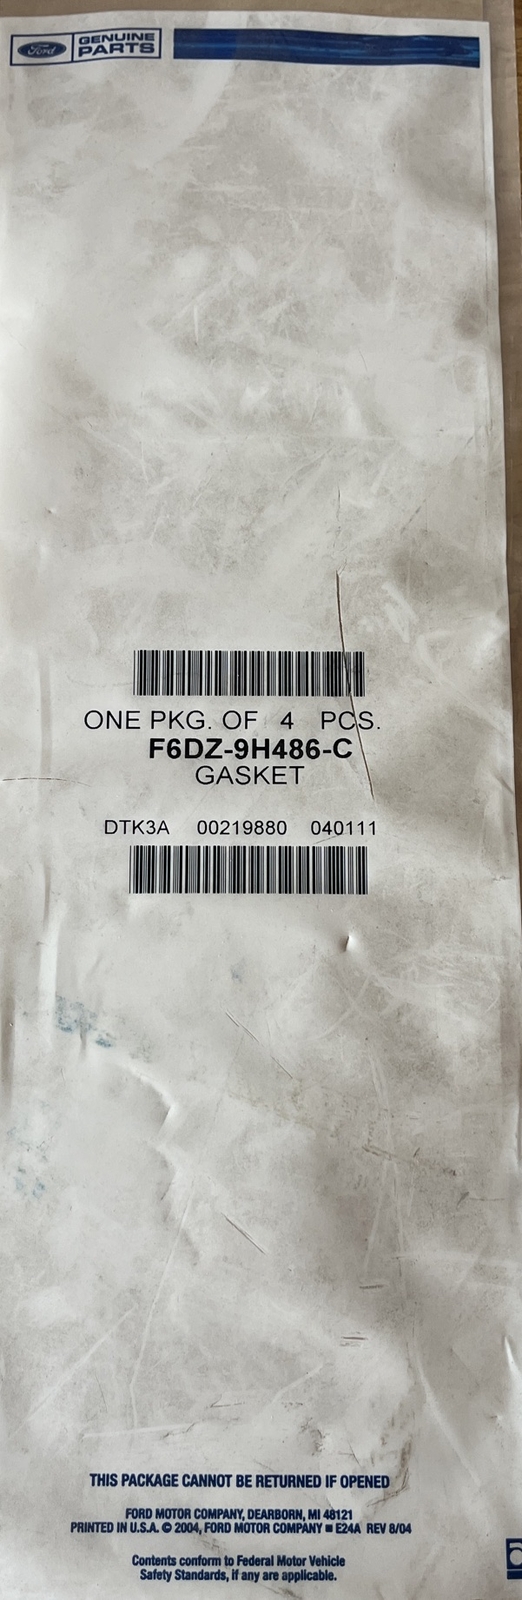 Ford GENUINE
PARTS
ONE PKG. OF 4 PCS.
F6DZ-9H486-C
GASKET
DTK3A 00219880 040111
THIS PACKAGE CANNOT BE RETURNED IF OPENED
FORD MOTOR COMPANY, DEARBORN, MI 48121
PRINTED IN U.S.A. © 2004, FORD MOTOR COMPANY ■ E24A REV 8/04
Contents conform to Federal Motor Vehicle
Safety Standards, if any are applicable.